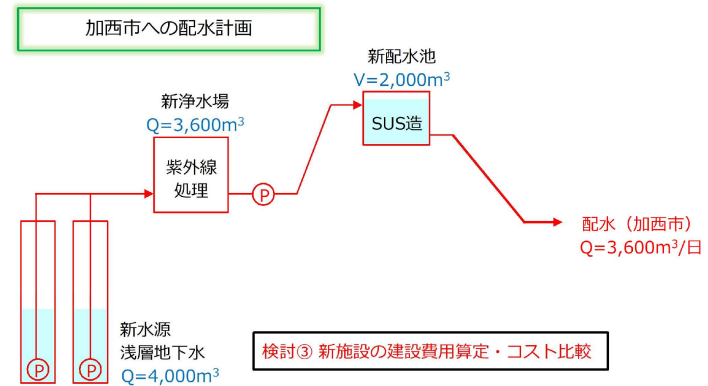 加西市への配水計画
新配水池
V=2,000m³
SUS造
新浄水場
Q=3,600m³
紫外線
処理
P
配水（加西市）
Q=3,600m³/日
P
P
新水源
浅層地下水
Q=4,000m³
検討③ 新施設の建設費用算定・コスト比較